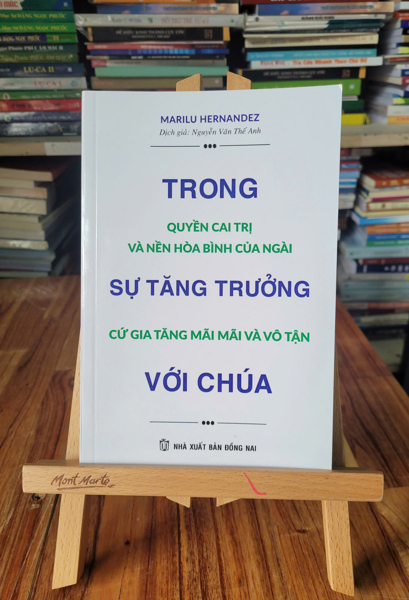 MARILU HERNANDEZ
Dịch giả: Nguyễn Văn Thế Anh
TRONG
QUYỀN CAI TRỊ
VÀ NỀN HÒA BÌNH CỦA NGÀI
SỰ TĂNG TRƯỞNG
CỨ GIA TĂNG MÃI MÃI VÀ VÔ TẬN
VỚI CHÚA
NHÀ XUẤT BẢN ĐỒNG NAI
Mont Marte